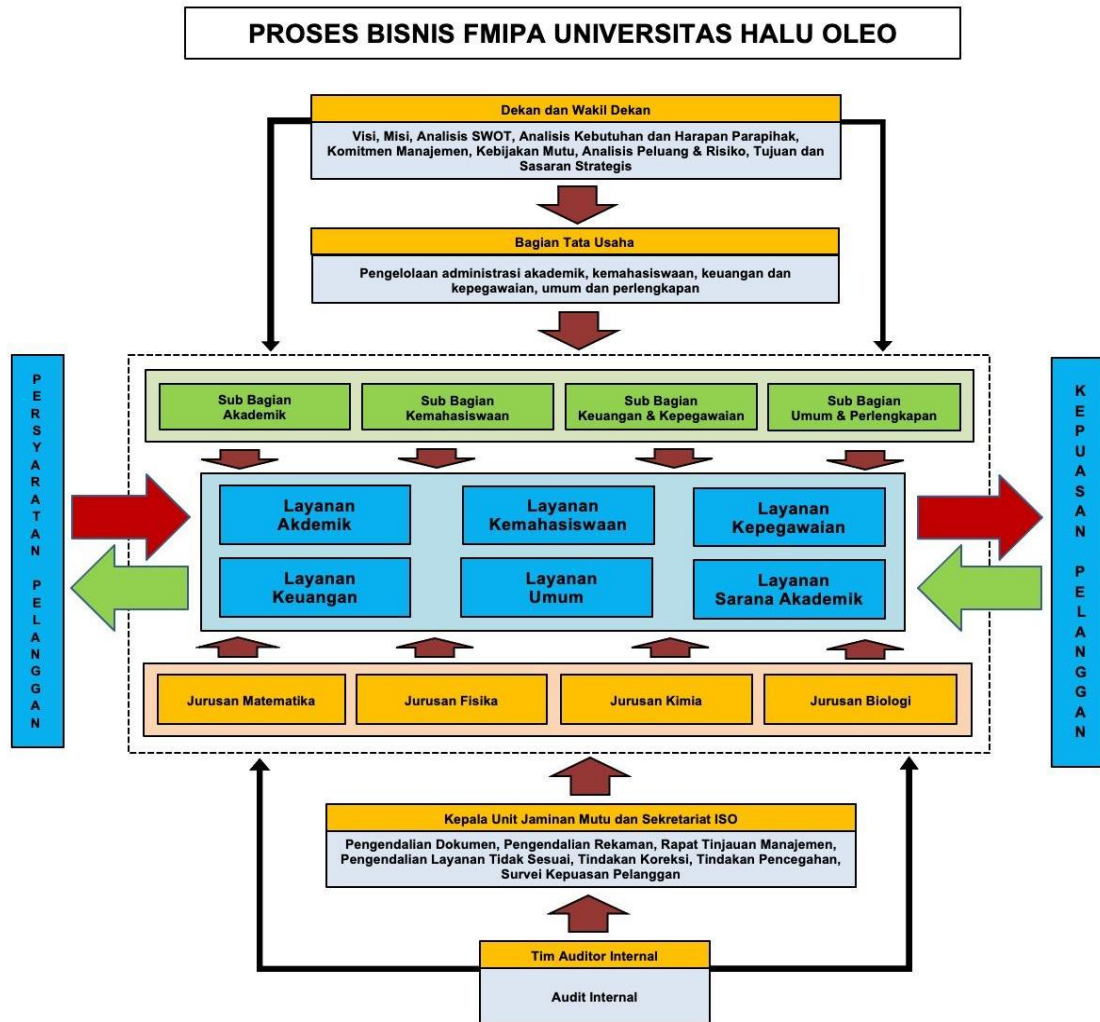 PROSES BISNIS FMIPA UNIVERSITAS HALU OLEO
Dekan dan Wakil Dekan
Visi, Misi, Analisis SWOT, Analisis Kebutuhan dan Harapan Parapihak,
Komitmen Manajemen, Kebijakan Mutu, Analisis Peluang & Risiko, Tujuan dan
Sasaran Strategis
Bagian Tata Usaha
Pengelolaan administrasi akademik, kemahasiswaan, keuangan dan
kepegawaian, umum dan perlengkapan
PERSYARATAN PELANGGAN
Sub Bagian
Akademik
Sub Bagian
Kemahasiswaan
Sub Bagian
Keuangan & Kepegawaian
Sub Bagian
Umum & Perlengkapan
Layanan
Akdemik
Layanan
Kemahasiswaan
Layanan
Kepegawaian
Layanan
Keuangan
Layanan
Umum
Layanan
Sarana Akademik
Jurusan Matematika
Jurusan Fisika
Jurusan Kimia
Jurusan Biologi
KEPUASAN PELANGGAN
Kepala Unit Jaminan Mutu dan Sekretariat ISO
Pengendalian Dokumen, Pengendalian Rekaman, Rapat Tinjauan Manajemen,
Pengendalian Layanan Tidak Sesuai, Tindakan Koreksi, Tindakan Pencegahan,
Survei Kepuasan Pelanggan
Tim Auditor Internal
Audit Internal